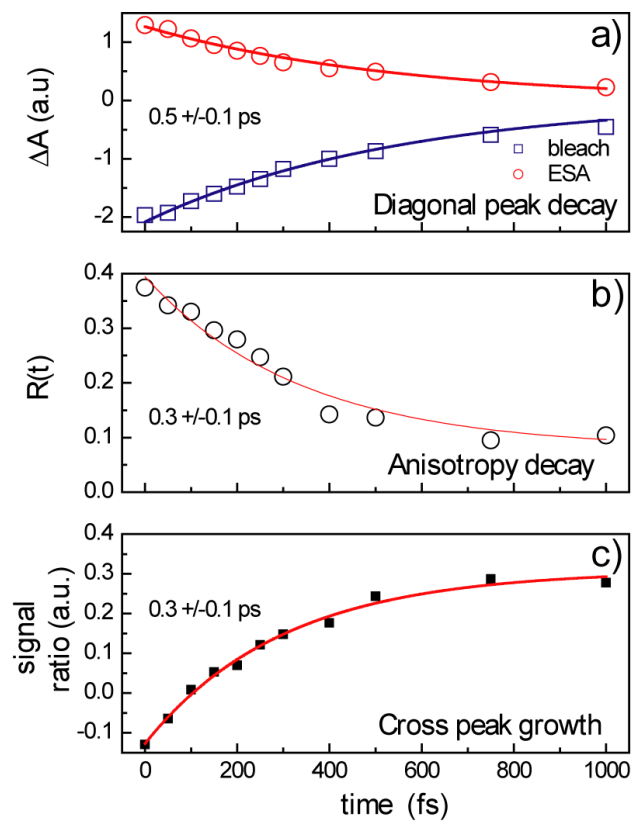 a)
1
0
-1
-2
ΔA (a.u)
0.5 +/-0.1 ps
bleach
ESA
Diagonal peak decay
b)
0.4
0.3
0.2
0.1
0.0
R(t)
0.3 +/-0.1 ps
Anisotropy decay
c)
0.4
0.3
0.2
0.1
0.0
-0.1
signal
ratio (a.u.)
0.3 +/-0.1 ps
Cross peak growth
0 200 400 600 800 1000
time (fs)